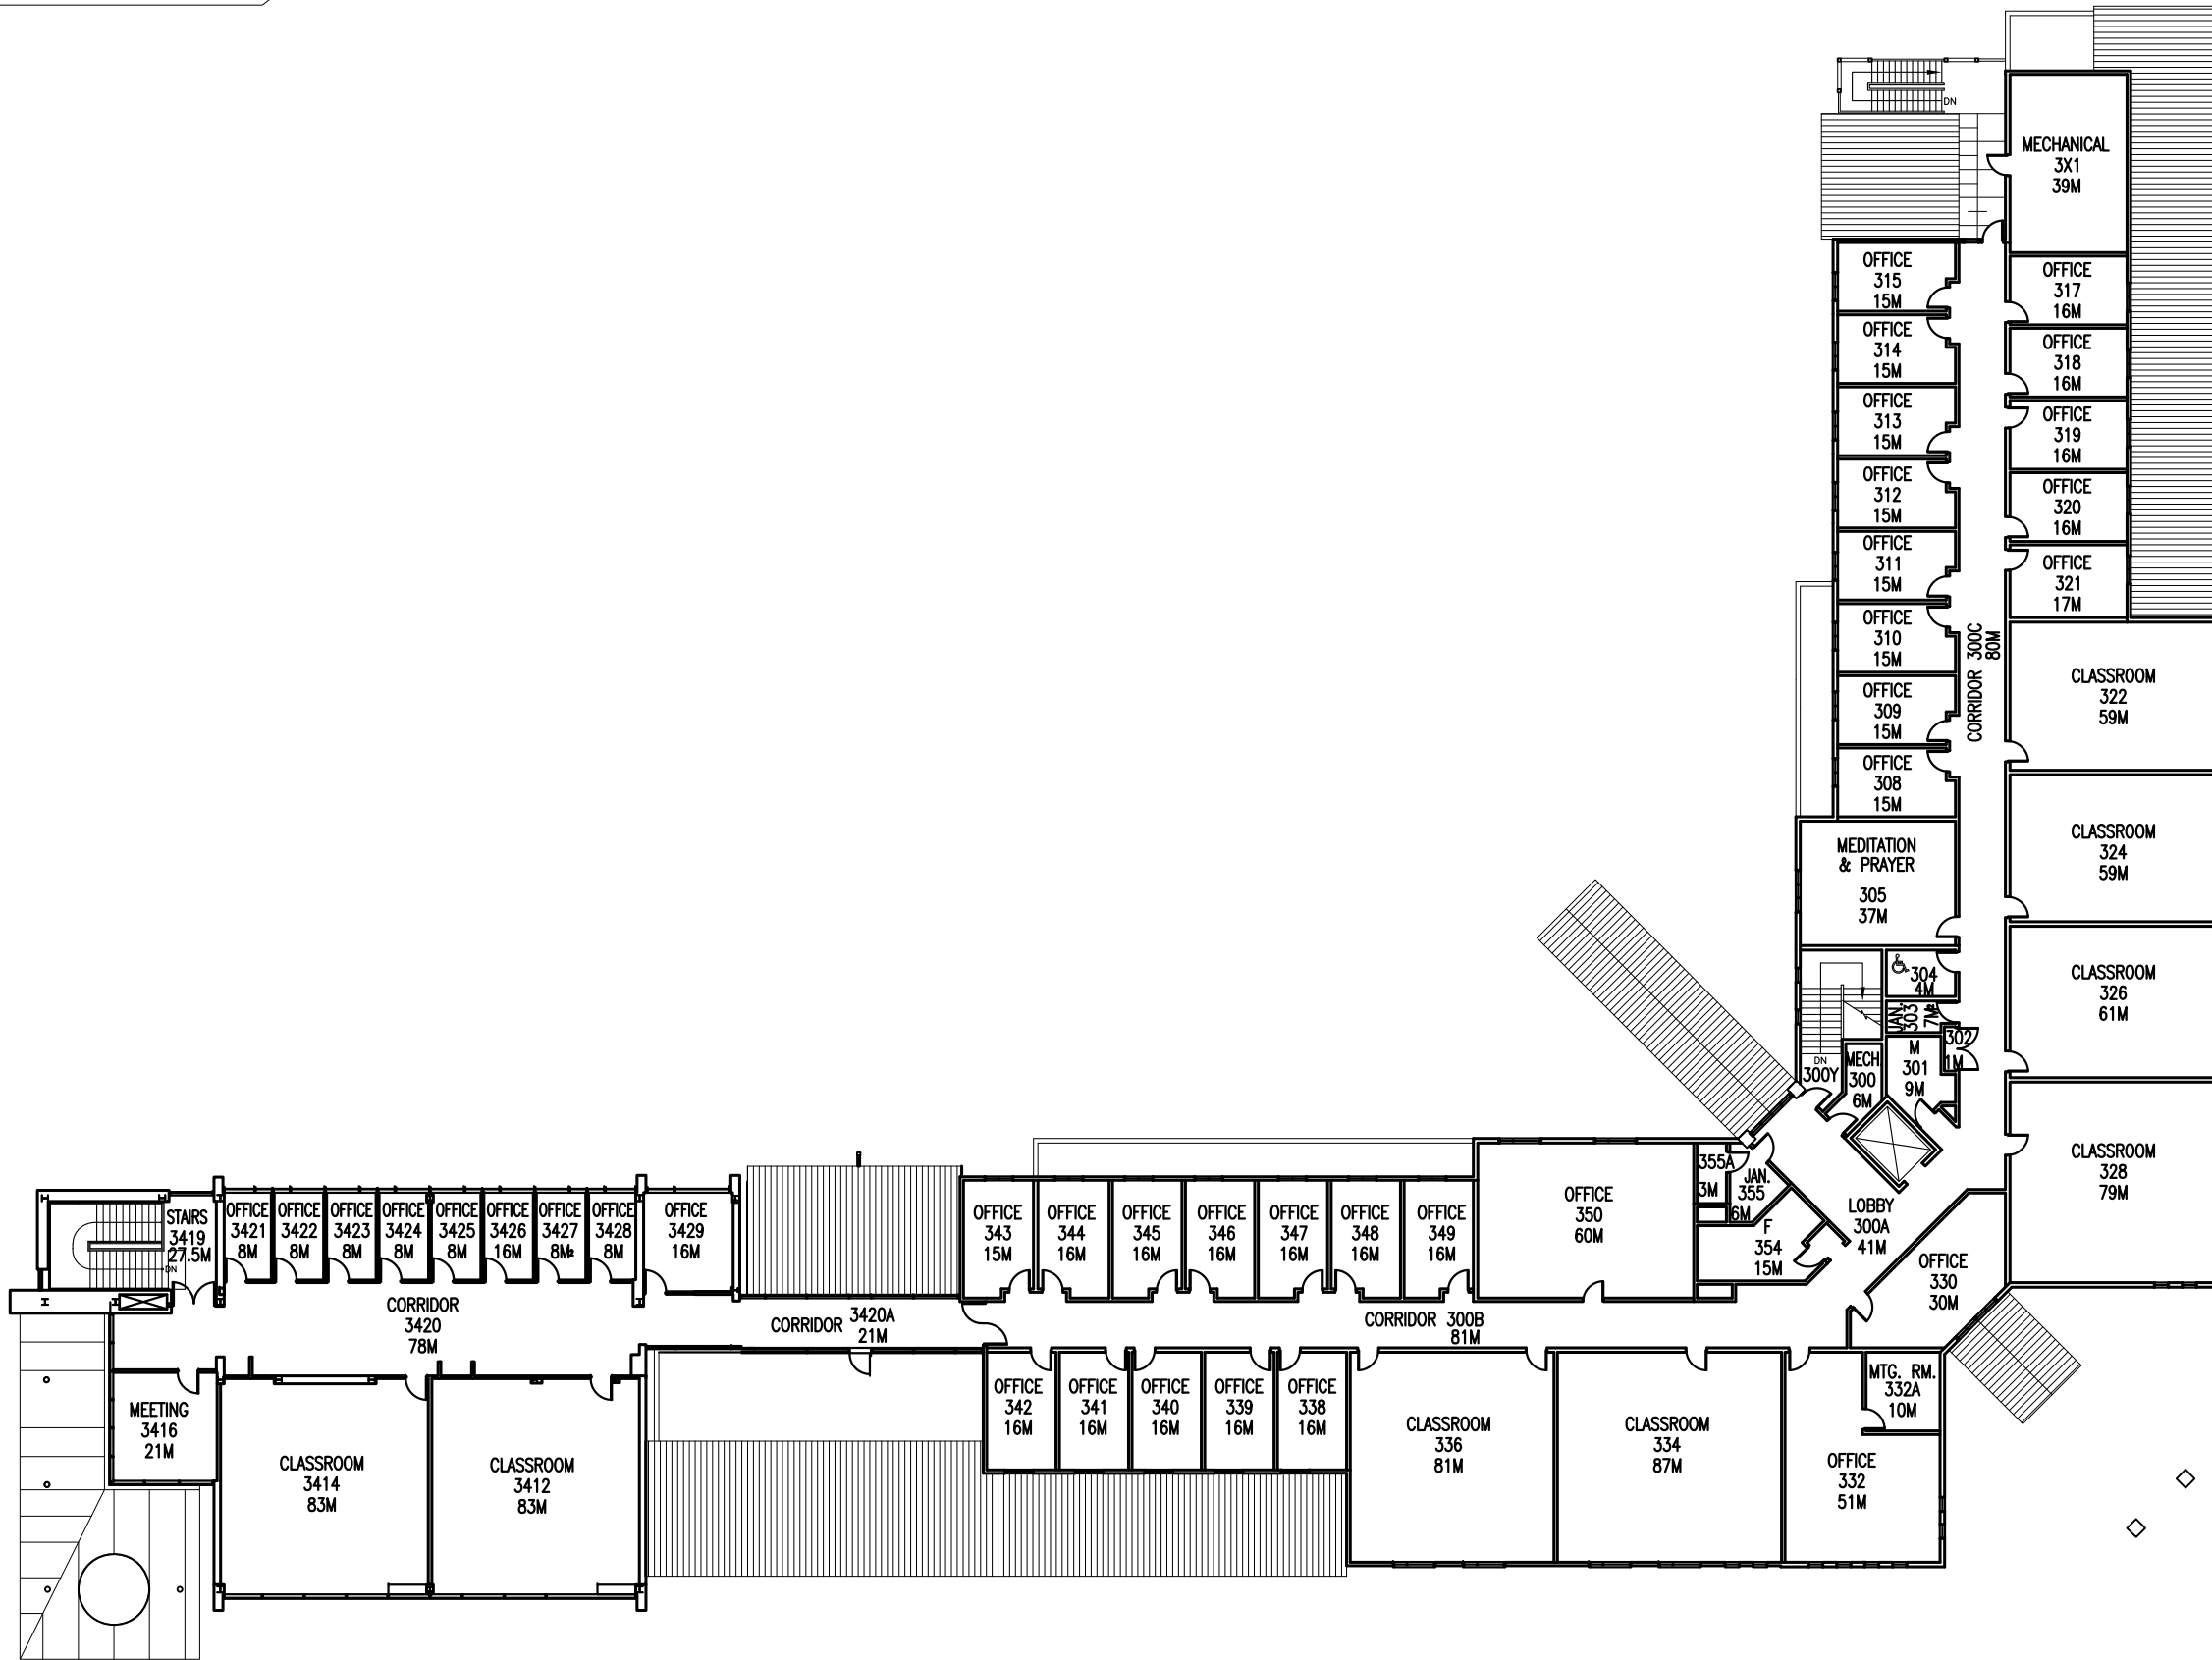 DN
MECHANICAL
3X1
39M
OFFICE
315
15M
OFFICE
317
16M
OFFICE
314
15M
OFFICE
318
16M
OFFICE
313
15M
OFFICE
319
16M
OFFICE
312
15M
OFFICE
320
16M
OFFICE
311
15M
OFFICE
321
17M
OFFICE
310
15M
CORRIDOR 300C
80M
OFFICE
309
15M
CLASSROOM
322
59M
OFFICE
308
15M
CLASSROOM
324
59M
MEDITATION
& PRAYER
305
37M
304
4M
CLASSROOM
326
61M
JAN.
303
7M²
302
1M
M
301
9M
MECH
300
6M
DN
300Y
CLASSROOM
328
79M
LOBBY
300A
41M
355A
3M
JAN.
355
6M
F
354
15M
OFFICE
330
30M
OFFICE
350
60M
STAIRS
3419
27.5M
DN
OFFICE
3421
8M
OFFICE
3422
8M
OFFICE
3423
8M
OFFICE
3424
8M
OFFICE
3425
8M
OFFICE
3426
16M
OFFICE
3427
8M²
OFFICE
3428
8M
OFFICE
3429
16M
OFFICE
343
15M
OFFICE
344
16M
OFFICE
345
16M
OFFICE
346
16M
OFFICE
347
16M
OFFICE
348
16M
OFFICE
349
16M
CORRIDOR
3420
78M
CORRIDOR 3420A
21M
CORRIDOR 300B
81M
MEETING
3416
21M
CLASSROOM
3414
83M
CLASSROOM
3412
83M
OFFICE
342
16M
OFFICE
341
16M
OFFICE
340
16M
OFFICE
339
16M
OFFICE
338
16M
CLASSROOM
336
81M
CLASSROOM
334
87M
MTG. RM.
332A
10M
OFFICE
332
51M